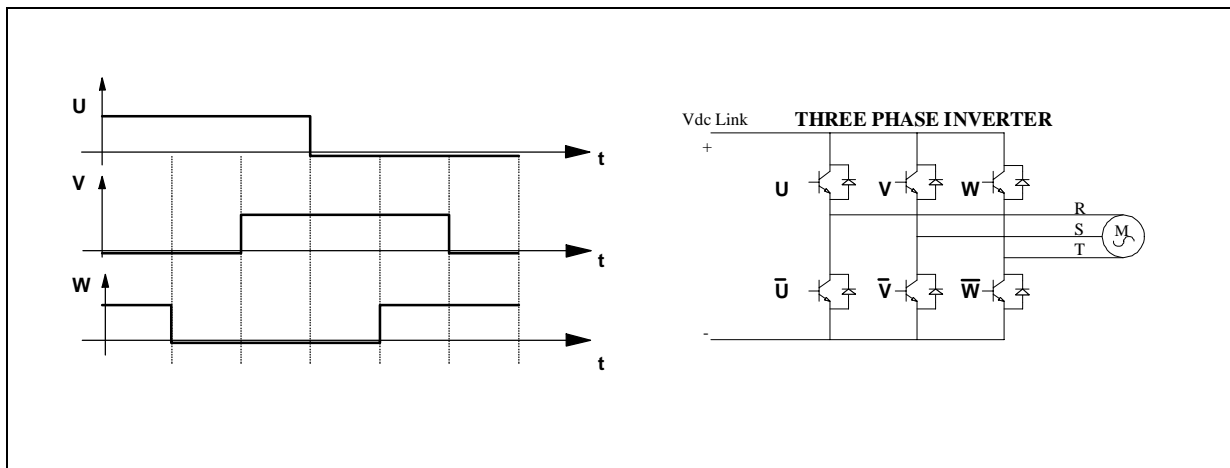 U
t
V
t
W
t
Vdc Link
THREE PHASE INVERTER
+
U
V
W
R
S
T
M
U̅
V̅
W̅
-